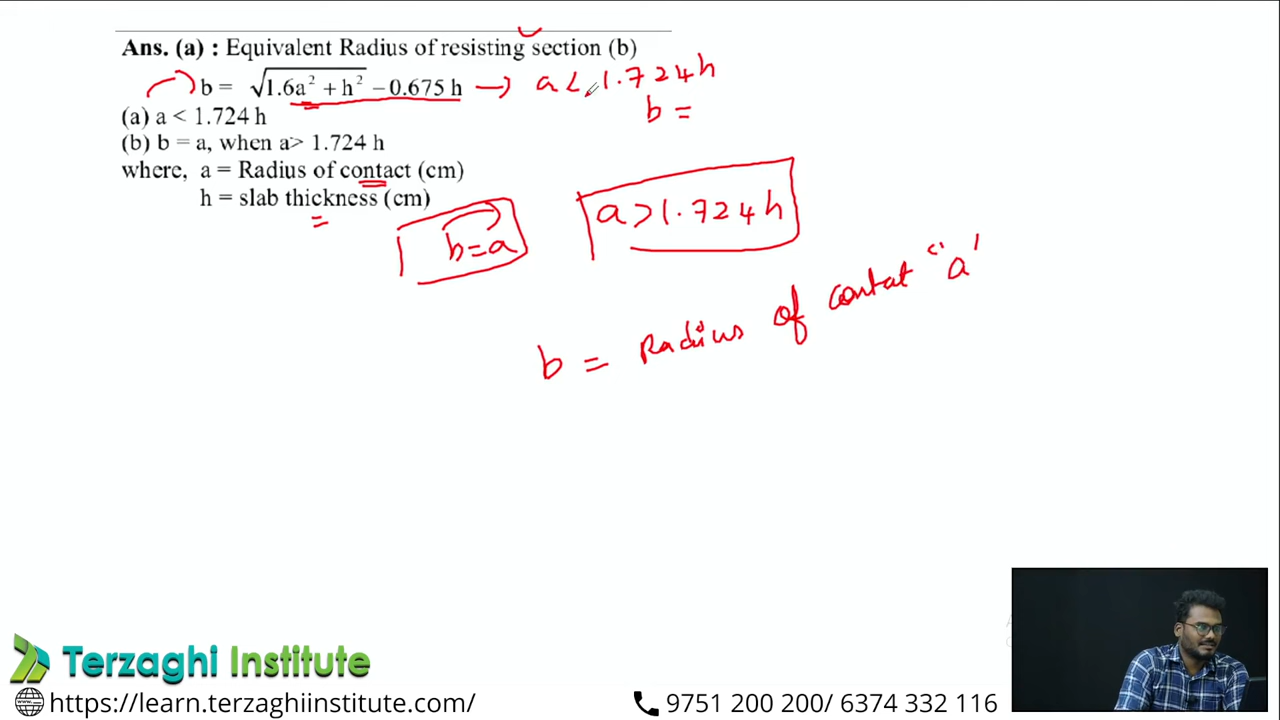 Ans. (a) : Equivalent Radius of resisting section (b)
b = √1.6a² + h² − 0.675 h → a < 1.724h
b =
(a) a < 1.724 h
(b) b = a, when a> 1.724 h
where, a = Radius of contact (cm)
h = slab thickness (cm)
b=a
a>1.724h
b = Radius of contat "a'
Terzaghi Institute
https://learn.terzaghiinstitute.com/
9751 200 200/ 6374 332 116